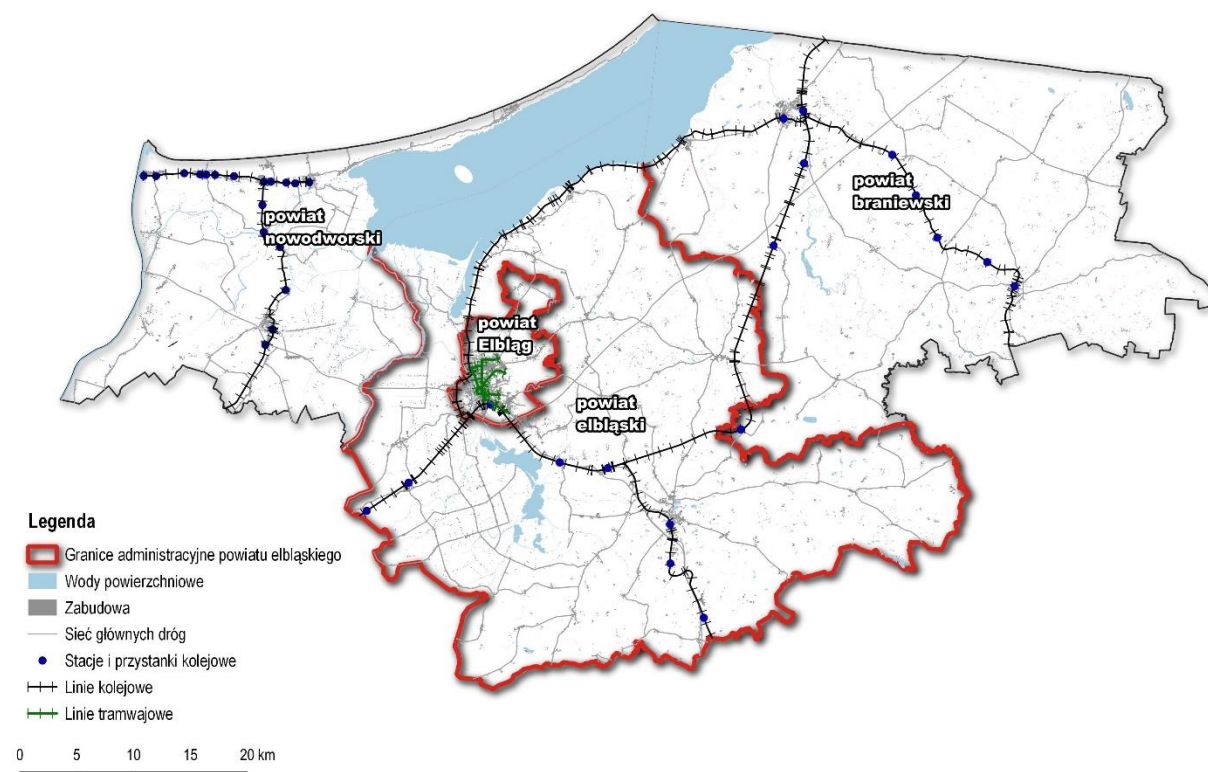 powiat
nowodworski
powiat
braniewski
powiat
Elbląg
powiat
elbląski
Legenda
Granice administracyjne powiatu elbląskiego
Wody powierzchniowe
Zabudowa
Sieć głównych dróg
Stacje i przystanki kolejowe
Linie kolejowe
Linie tramwajowe
0 5 10 15 20 km